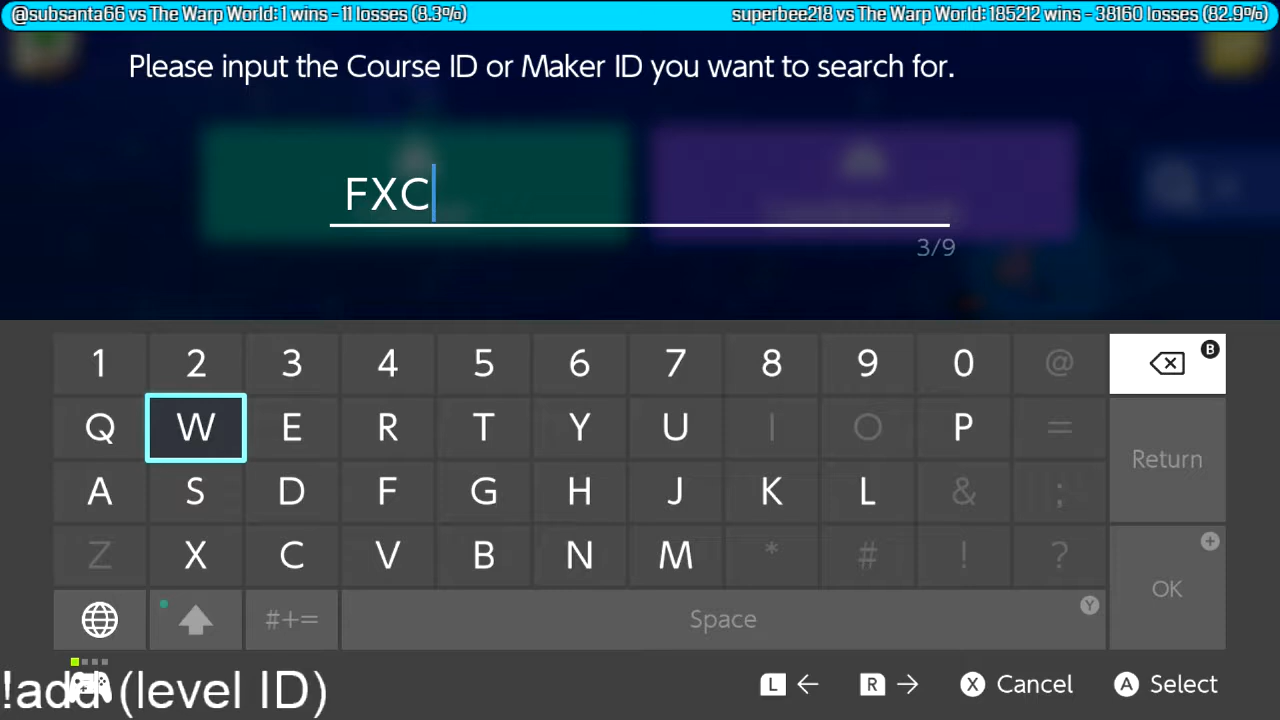 @subsanta66 vs The Warp World: 1 wins - 11 losses (8.3%) superbee218 vs The Warp World: 185212 wins - 38160 losses (82.9%)
Please input the Course ID or Maker ID you want to search for.
FXC
3/9
1 2 3 4 5 6 7 8 9 0 @ B
Q W E R T Y U I O P =
Return
A S D F G H J K L & ;
Z X C V B N M * # ! ? +
OK
#+= Space Y
!add (level ID)
L ← R → X Cancel A Select